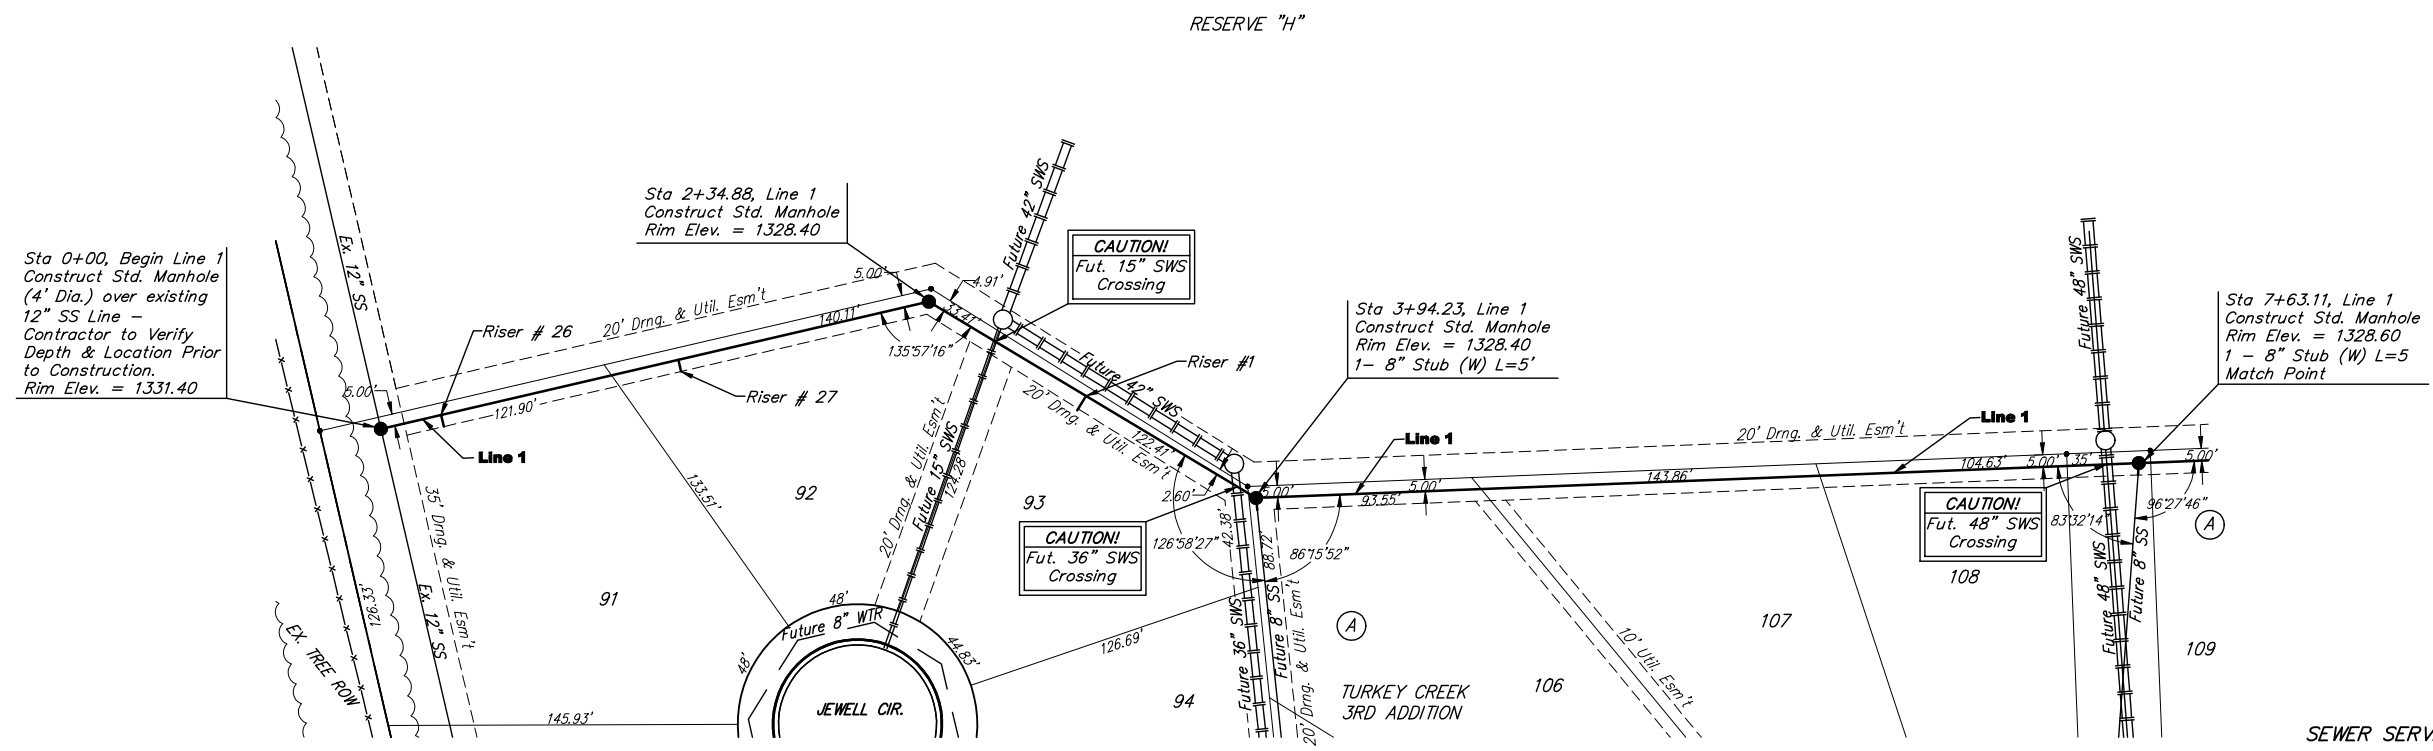 RESERVE "H"
Sta 0+00, Begin Line 1
Construct Std. Manhole
(4' Dia.) over existing
12" SS Line –
Contractor to Verify
Depth & Location Prior
to Construction.
Rim Elev. = 1331.40
Ex. 12" SS
Sta 2+34.88, Line 1
Construct Std. Manhole
Rim Elev. = 1328.40
Riser # 26
20' Drng. & Util. Esm't
5.00'
5.00'
140.11'
135°57'16"
121.90'
Line 1
Riser # 27
4.91'
33.41'
Future 42" SWS
CAUTION!
Fut. 15" SWS
Crossing
Riser #1
Future 42" SWS
20' Drng. & Util. Esm't
122.41'
2.60'
Sta 3+94.23, Line 1
Construct Std. Manhole
Rim Elev. = 1328.40
1– 8" Stub (W) L=5'
Line 1
5.00'
5.00'
93.55'
143.86'
20' Drng. & Util. Esm't
Line 1
104.63'
5.00'
35'
5.00'
Future 48" SWS
Sta 7+63.11, Line 1
Construct Std. Manhole
Rim Elev. = 1328.60
1 – 8" Stub (W) L=5
Match Point
CAUTION!
Fut. 48" SWS
Crossing
83°32'14"
96°27'46"
A
108
Future 48" SWS
Future 8" SS
109
CAUTION!
Fut. 36" SWS
Crossing
126°58'27"
86°15'52"
42.38'
88.72'
Future 36" SWS
Future 8" SS
20' Drng. & Util. Esm't
A
133.51'
92
93
20' Drng. & Util. Esm't
Future 15" SWS
124.28'
35' Drng. & Util. Esm't
Ex. 12" SS
126.33'
EX. TREE ROW
91
48'
48'
44.83'
Future 8" WTR
JEWELL CIR.
145.93'
126.69'
94
TURKEY CREEK
3RD ADDITION
106
10' Util. Esm't
107
SEWER SERV